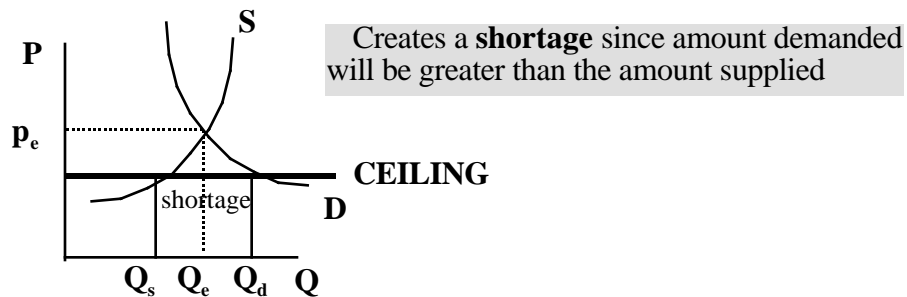 S
P
Creates a shortage since amount demanded
will be greater than the amount supplied
pe
CEILING
shortage
D
Qs Qe Qd Q